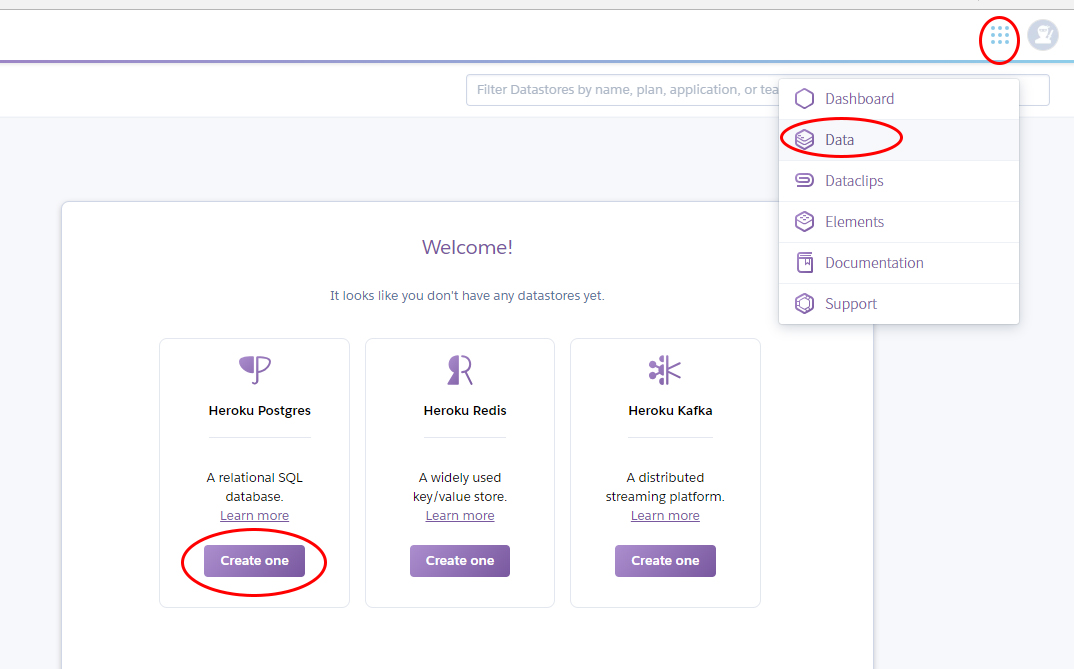 Filter Datastores by name, plan, application, or tea
Dashboard
Data
Dataclips
Elements
Documentation
Support
Welcome!
It looks like you don't have any datastores yet.
Heroku Postgres
A relational SQL
database.
Learn more
Create one
Heroku Redis
A widely used
key/value store.
Learn more
Create one
Heroku Kafka
A distributed
streaming platform.
Learn more
Create one